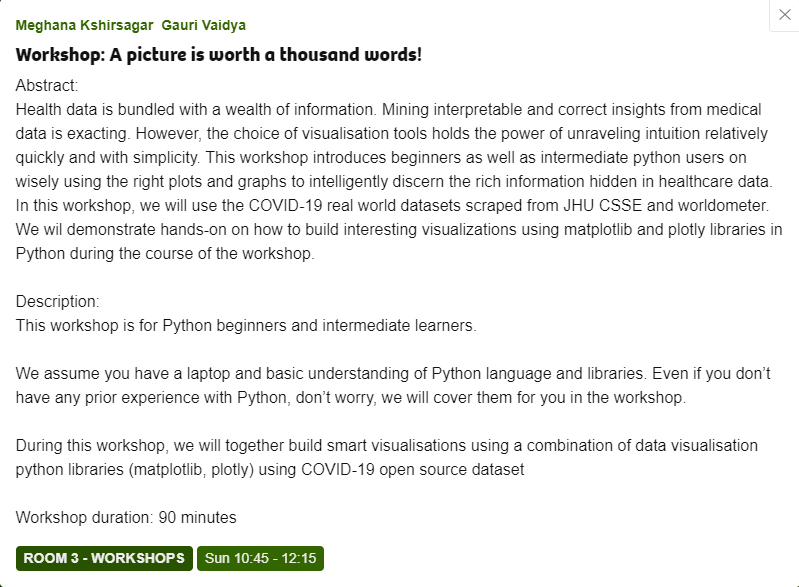 Meghana Kshirsagar Gauri Vaidya
Workshop: A picture is worth a thousand words!
Abstract:
Health data is bundled with a wealth of information. Mining interpretable and correct insights from medical
data is exacting. However, the choice of visualisation tools holds the power of unraveling intuition relatively
quickly and with simplicity. This workshop introduces beginners as well as intermediate python users on
wisely using the right plots and graphs to intelligently discern the rich information hidden in healthcare data.
In this workshop, we will use the COVID-19 real world datasets scraped from JHU CSSE and worldometer.
We wil demonstrate hands-on on how to build interesting visualizations using matplotlib and plotly libraries in
Python during the course of the workshop.
Description:
This workshop is for Python beginners and intermediate learners.
We assume you have a laptop and basic understanding of Python language and libraries. Even if you don’t
have any prior experience with Python, don’t worry, we will cover them for you in the workshop.
During this workshop, we will together build smart visualisations using a combination of data visualisation
python libraries (matplotlib, plotly) using COVID-19 open source dataset
Workshop duration: 90 minutes
ROOM 3 - WORKSHOPS Sun 10:45 - 12:15